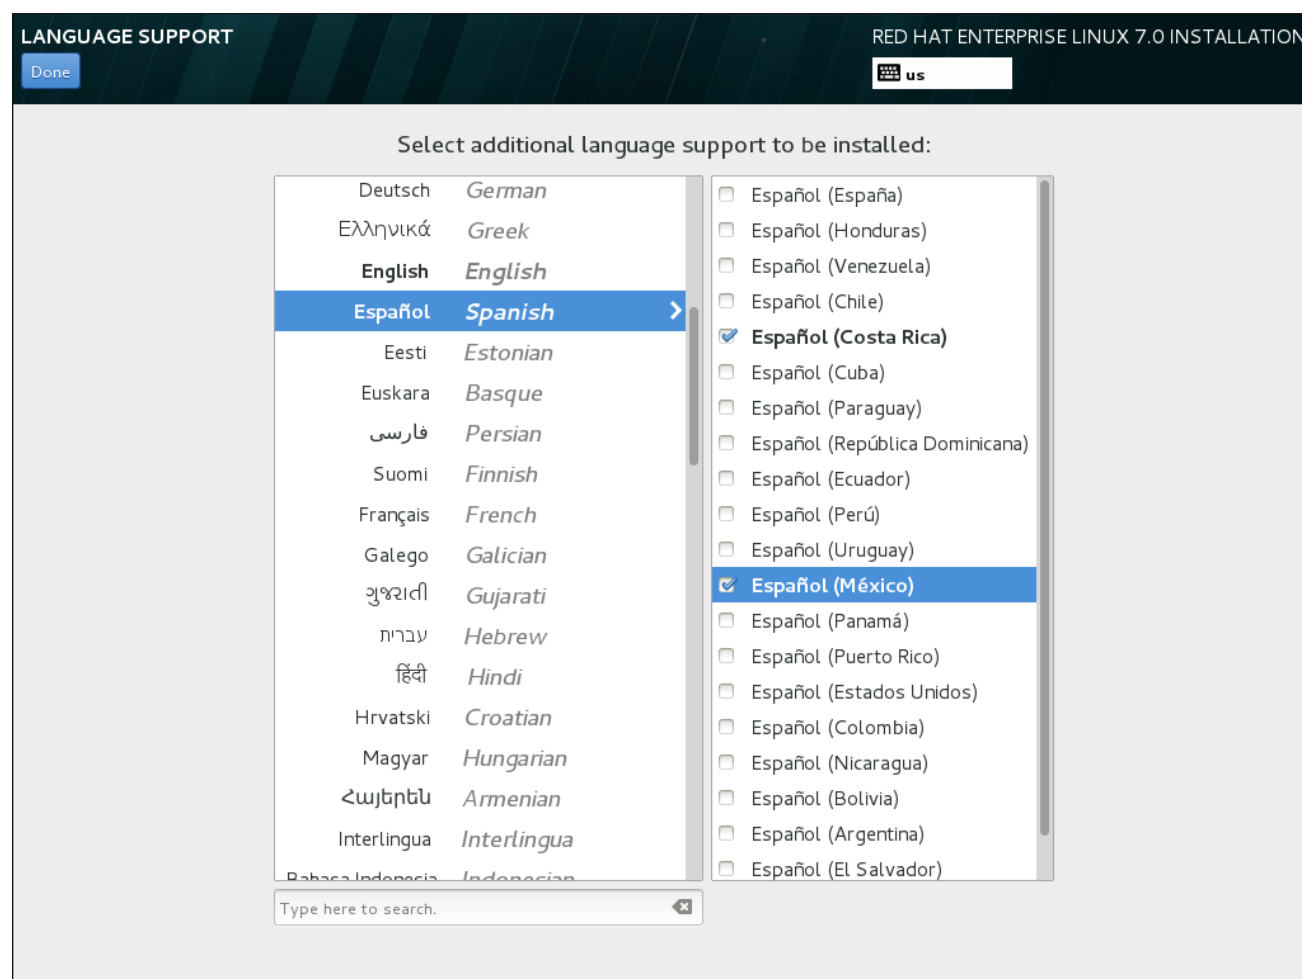 LANGUAGE SUPPORT
RED HAT ENTERPRISE LINUX 7.0 INSTALLATION
Done
us
Select additional language support to be installed:
Deutsch German
Ελληνικά Greek
English English
Español Spanish
Eesti Estonian
Euskara Basque
فارسی Persian
Suomi Finnish
Français French
Galego Galician
ગુજરાતી Gujarati
עברית Hebrew
हिंदी Hindi
Hrvatski Croatian
Magyar Hungarian
Հայերեն Armenian
Interlingua Interlingua
Bahasa Indonesia Indonesian
Español (España)
Español (Honduras)
Español (Venezuela)
Español (Chile)
Español (Costa Rica)
Español (Cuba)
Español (Paraguay)
Español (República Dominicana)
Español (Ecuador)
Español (Perú)
Español (Uruguay)
Español (México)
Español (Panamá)
Español (Puerto Rico)
Español (Estados Unidos)
Español (Colombia)
Español (Nicaragua)
Español (Bolivia)
Español (Argentina)
Español (El Salvador)
Type here to search.